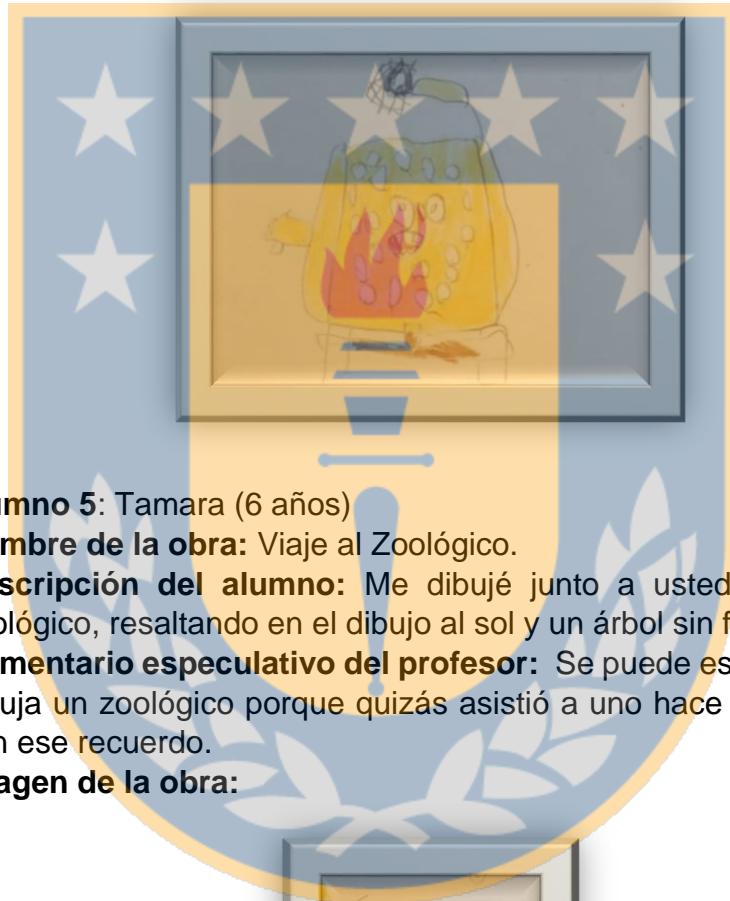 umno 5: Tamara (6 años)
mbre de la obra: Viaje al Zoológico.
scripción del alumno: Me dibujé junto a usted
ológico, resaltando en el dibujo al sol y un árbol sin f
mentario especulativo del profesor: Se puede es
uja un zoológico porque quizás asistió a uno hace
n ese recuerdo.
agen de la obra: